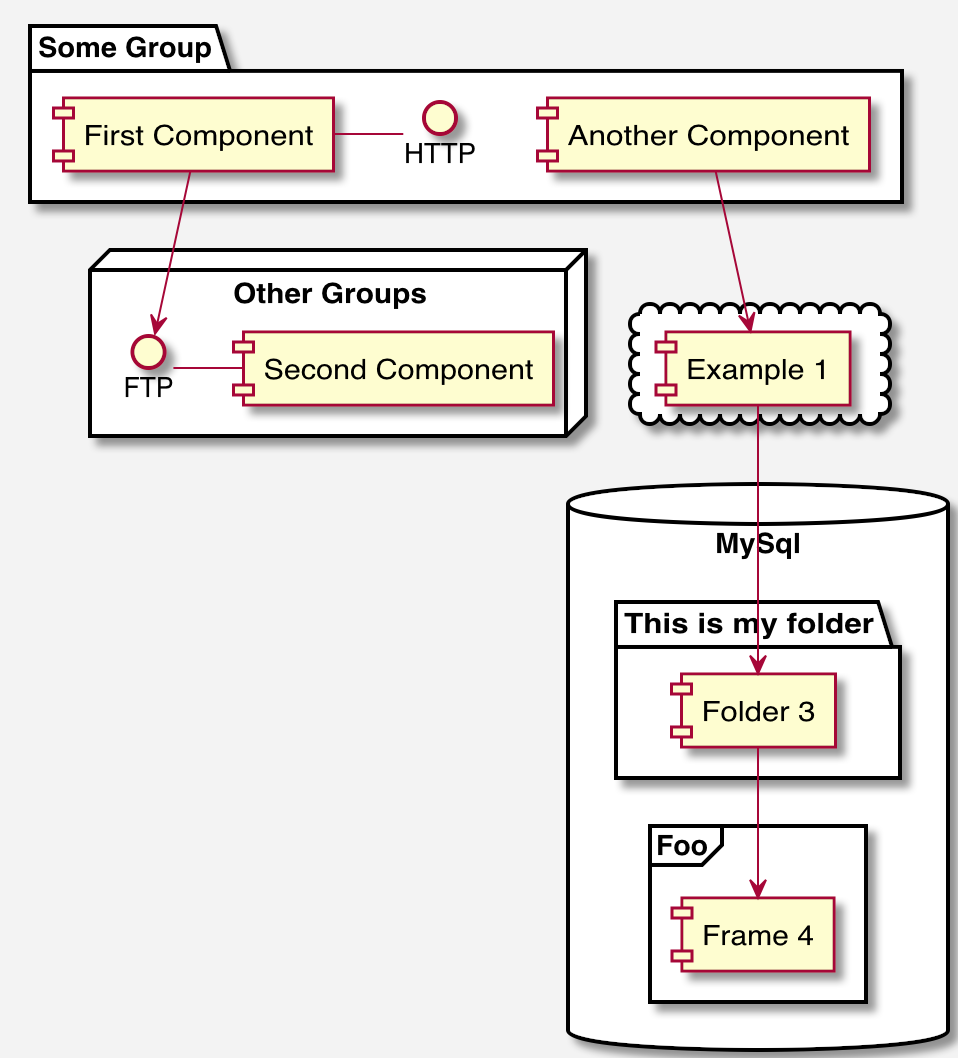 Some Group
First Component
HTTP
Another Component
Other Groups
FTP
Second Component
Example 1
MySql
This is my folder
Folder 3
Foo
Frame 4